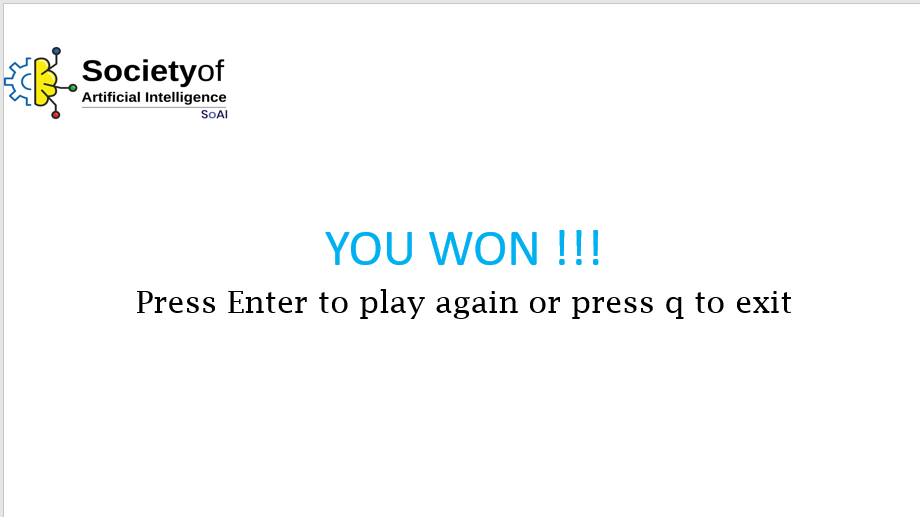 Societyof
Artificial Intelligence
SoAI
YOU WON !!!
Press Enter to play again or press q to exit